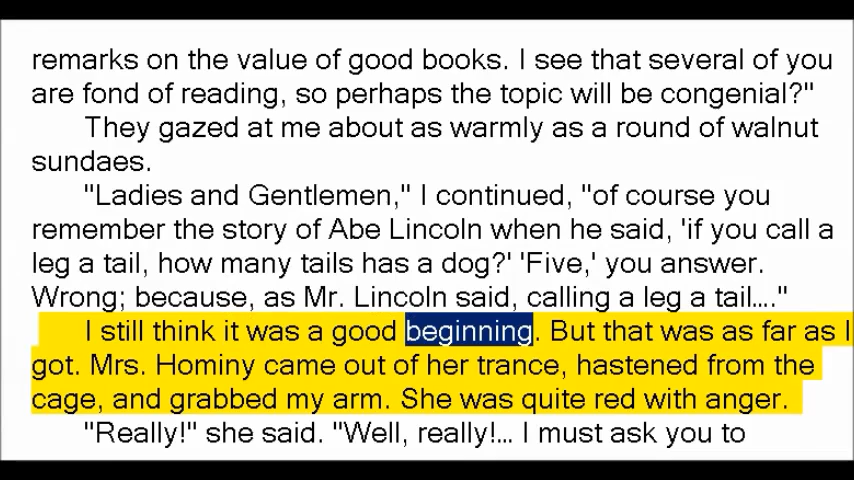 remarks on the value of good books. I see that several of you
are fond of reading, so perhaps the topic will be congenial?"
They gazed at me about as warmly as a round of walnut
sundaes.
"Ladies and Gentlemen," I continued, "of course you
remember the story of Abe Lincoln when he said, 'if you call a
leg a tail, how many tails has a dog?' 'Five,' you answer.
Wrong; because, as Mr. Lincoln said, calling a leg a tail...."
I still think it was a good beginning. But that was as far as I
got. Mrs. Hominy came out of her trance, hastened from the
cage, and grabbed my arm. She was quite red with anger.
"Really!" she said. "Well, really!... I must ask you to